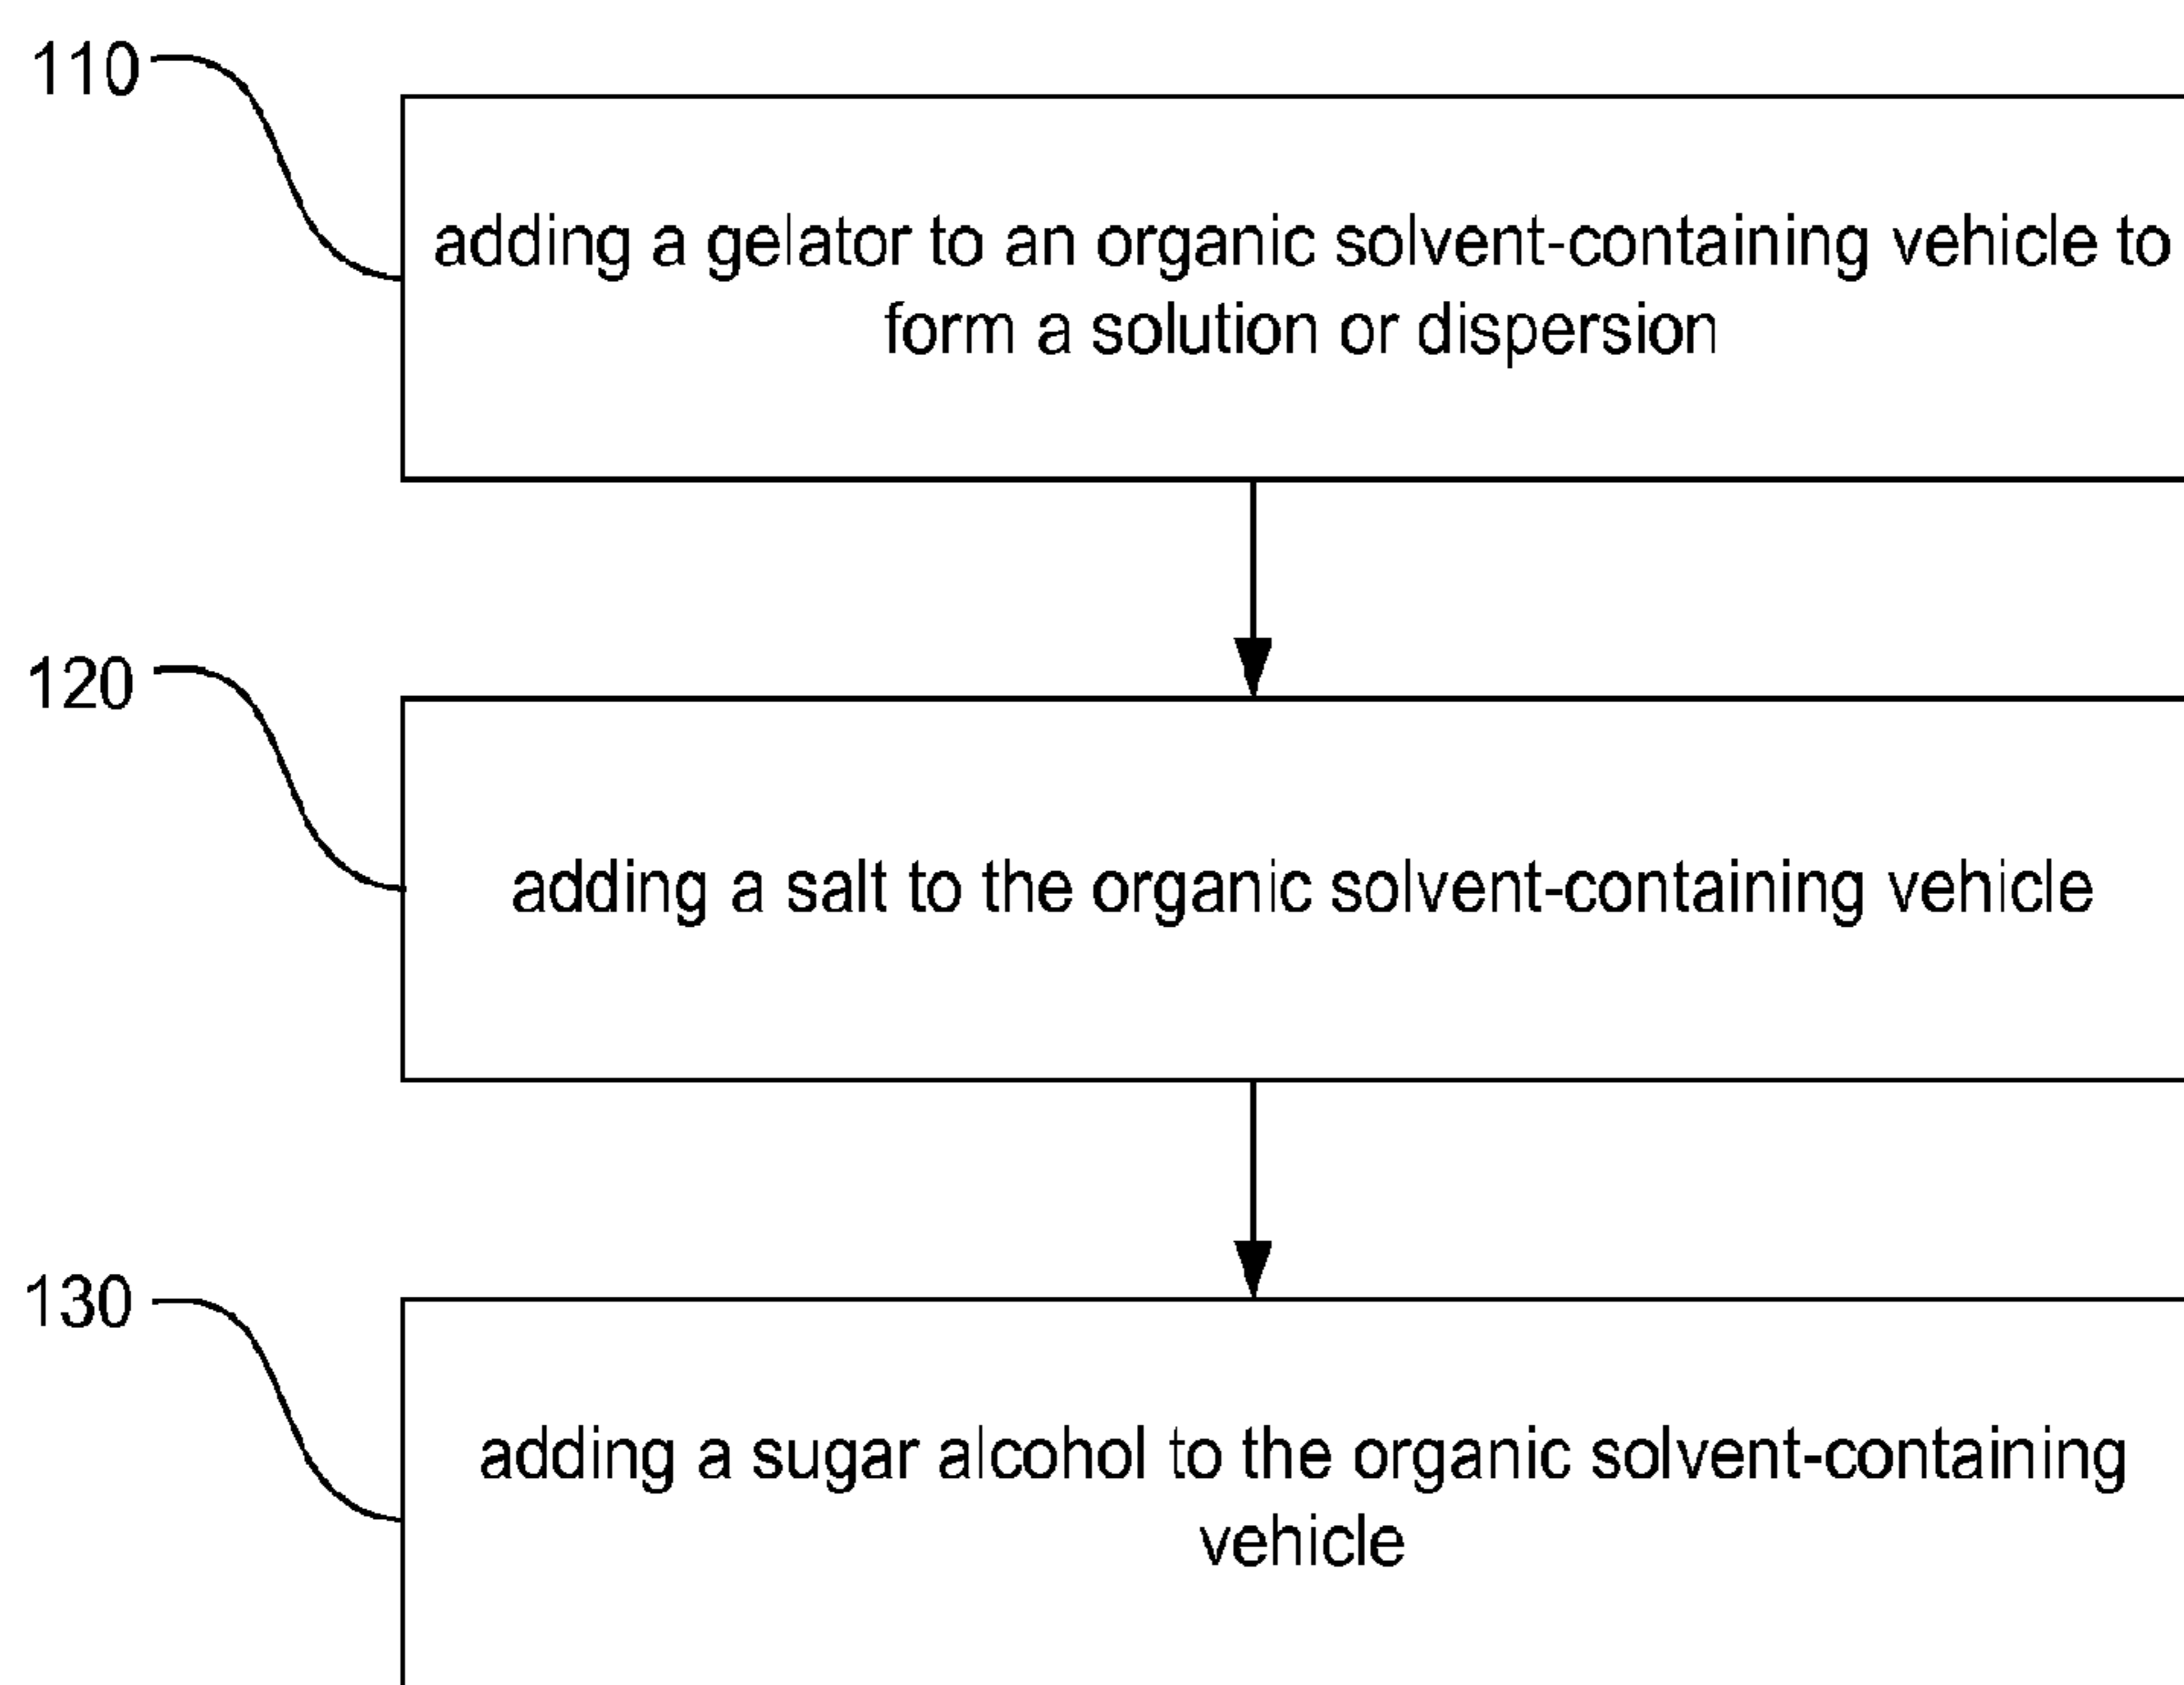 110
adding a gelator to an organic solvent-containing vehicle to
form a solution or dispersion
120
adding a salt to the organic solvent-containing vehicle
130
adding a sugar alcohol to the organic solvent-containing
vehicle